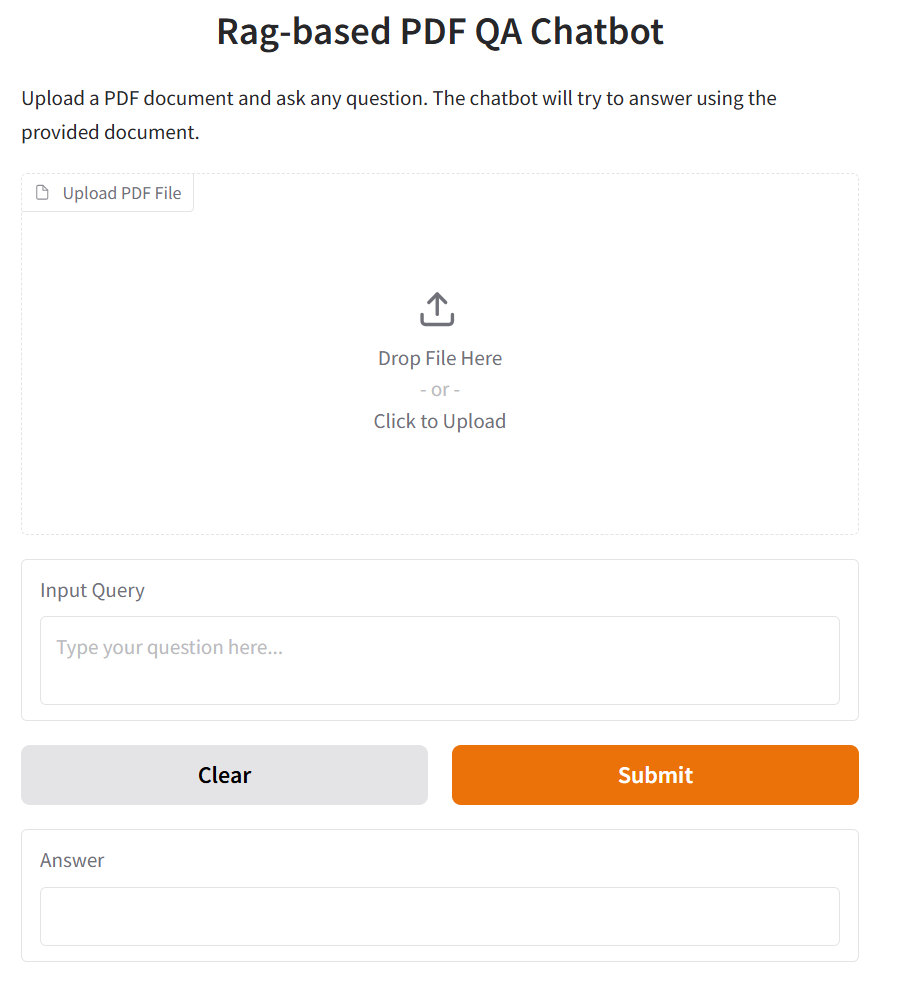 Rag-based PDF QA Chatbot
Upload a PDF document and ask any question. The chatbot will try to answer using the
provided document.
Upload PDF File
Drop File Here
- or -
Click to Upload
Input Query
Type your question here...
Clear
Submit
Answer